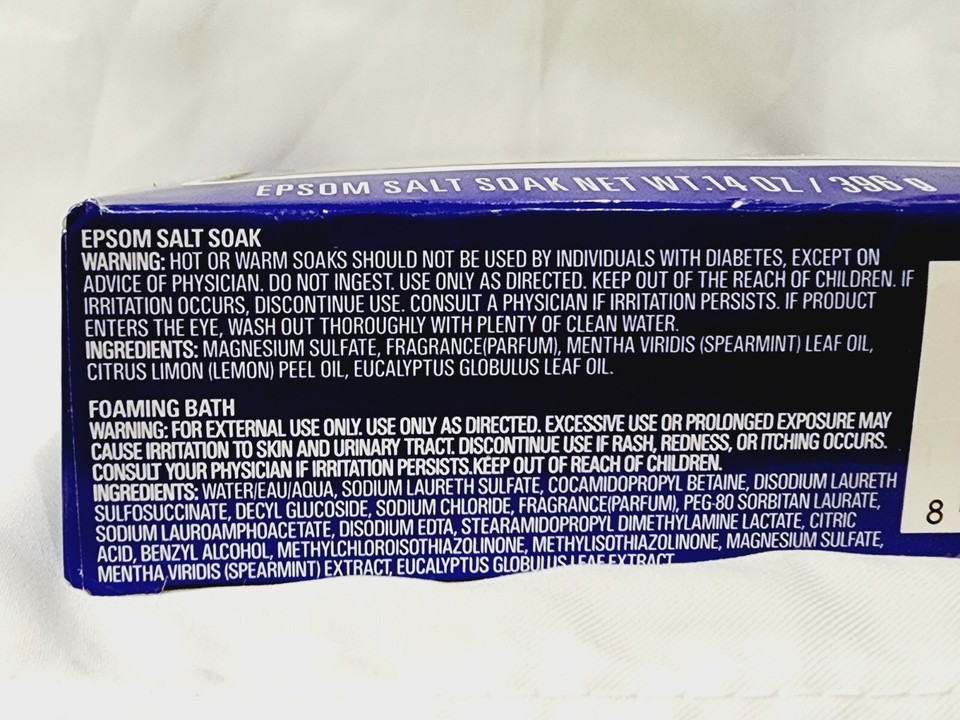 EPSOM SALT SOAK NET WT.14 OZ / 396 g
EPSOM SALT SOAK
WARNING: HOT OR WARM SOAKS SHOULD NOT BE USED BY INDIVIDUALS WITH DIABETES, EXCEPT ON
ADVICE OF PHYSICIAN. DO NOT INGEST. USE ONLY AS DIRECTED. KEEP OUT OF THE REACH OF CHILDREN. IF
IRRITATION OCCURS, DISCONTINUE USE. CONSULT A PHYSICIAN IF IRRITATION PERSISTS. IF PRODUCT
ENTERS THE EYE, WASH OUT THOROUGHLY WITH PLENTY OF CLEAN WATER.
INGREDIENTS: MAGNESIUM SULFATE, FRAGRANCE(PARFUM), MENTHA VIRIDIS (SPEARMINT) LEAF OIL,
CITRUS LIMON (LEMON) PEEL OIL, EUCALYPTUS GLOBULUS LEAF OIL.
FOAMING BATH
WARNING: FOR EXTERNAL USE ONLY. USE ONLY AS DIRECTED. EXCESSIVE USE OR PROLONGED EXPOSURE MAY
CAUSE IRRITATION TO SKIN AND URINARY TRACT. DISCONTINUE USE IF RASH, REDNESS, OR ITCHING OCCURS.
CONSULT YOUR PHYSICIAN IF IRRITATION PERSISTS.KEEP OUT OF REACH OF CHILDREN.
INGREDIENTS: WATER/EAU/AQUA, SODIUM LAURETH SULFATE, COCAMIDOPROPYL BETAINE, DISODIUM LAURETH
SULFOSUCCINATE, DECYL GLUCOSIDE, SODIUM CHLORIDE, FRAGRANCE(PARFUM), PEG-80 SORBITAN LAURATE,
SODIUM LAUROAMPHOACETATE, DISODIUM EDTA, STEARAMIDOPROPYL DIMETHYLAMINE LACTATE, CITRIC
ACID, BENZYL ALCOHOL, METHYLCHLOROISOTHIAZOLINONE, METHYLISOTHIAZOLINONE, MAGNESIUM SULFATE,
MENTHA VIRIDIS (SPEARMINT) EXTRACT, EUCALYPTUS GLOBULUS LEAF EXTRACT
8